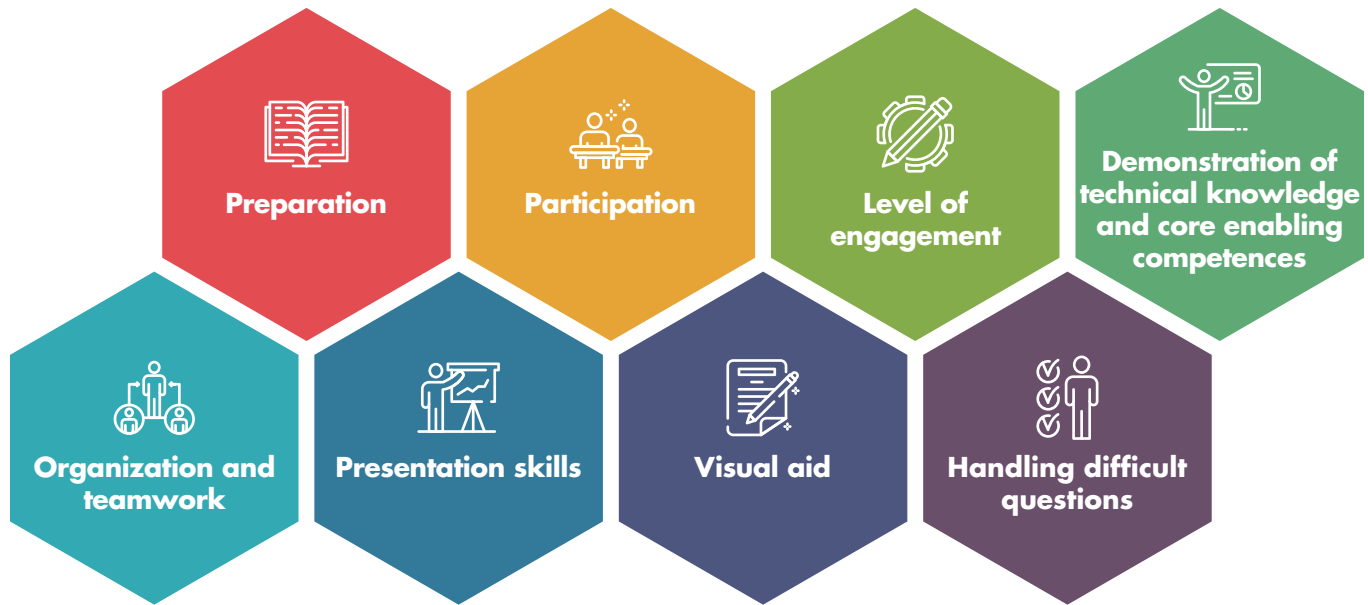 Preparation
Participation
Level of
engagement
Demonstration of
technical knowledge
and core enabling
competences
Organization and
teamwork
Presentation skills
Visual aid
Handling difficult
questions